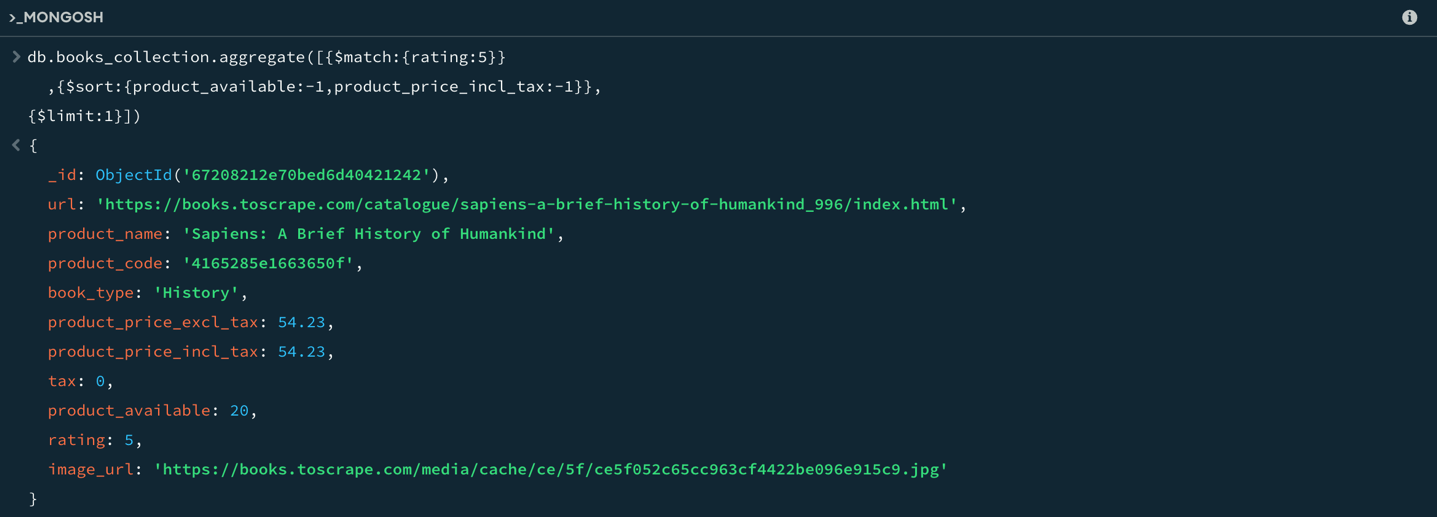 >_MONGOSH
> db.books_collection.aggregate([{$match:{rating:5}}
,{$sort:{product_available:-1,product_price_incl_tax:-1}},
{$limit:1}])
< {
_id: ObjectId('67208212e70bed6d40421242'),
url: 'https://books.toscrape.com/catalogue/sapiens-a-brief-history-of-humankind_996/index.html',
product_name: 'Sapiens: A Brief History of Humankind',
product_code: '4165285e1663650f',
book_type: 'History',
product_price_excl_tax: 54.23,
product_price_incl_tax: 54.23,
tax: 0,
product_available: 20,
rating: 5,
image_url: 'https://books.toscrape.com/media/cache/ce/5f/ce5f052c65cc963cf4422be096e915c9.jpg'
}